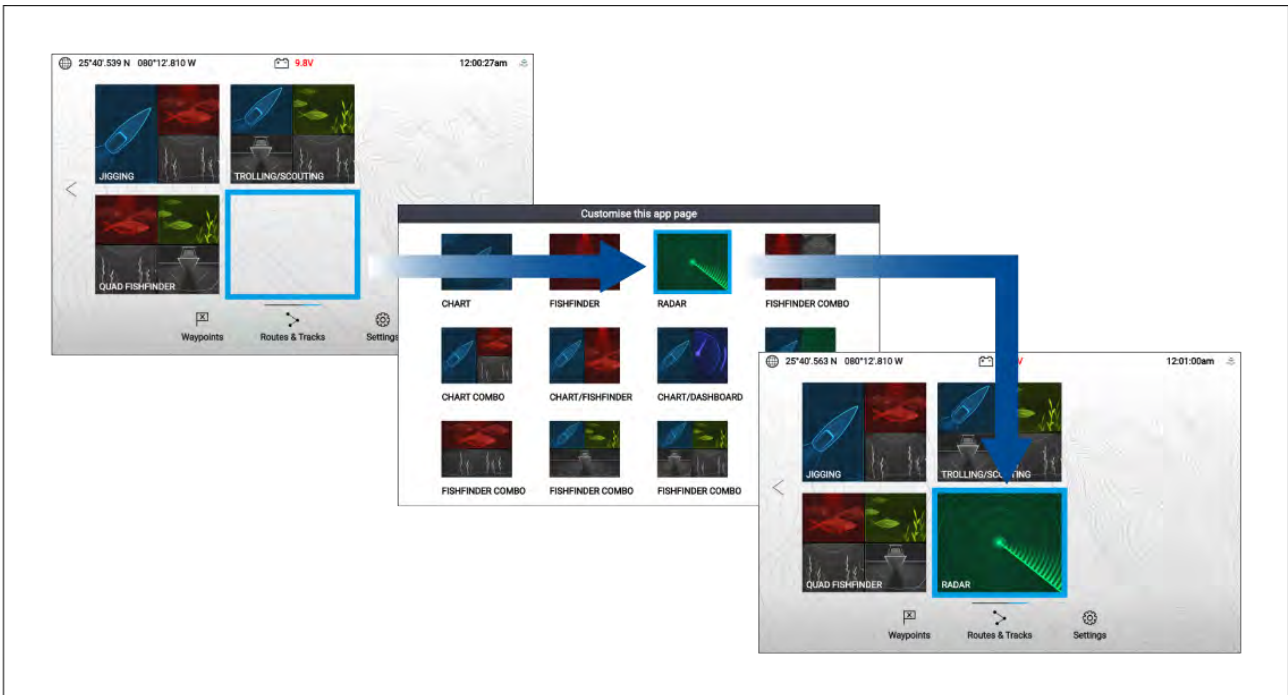 25°40'.539 N 080°12'.810 W 9.8V 12:00:27am
JIGGING TROLLING/SCOUTING
QUAD FISHFINDER
Waypoints Routes & Tracks Settings
Customise this app page
CHART FISHFINDER RADAR FISHFINDER COMBO
CHART COMBO CHART/FISHFINDER CHART/DASHBOARD
FISHFINDER COMBO FISHFINDER COMBO FISHFINDER COMBO
25°40'.563 N 080°12'.810 W V 12:01:00am
JIGGING TROLLING/SCOUTING
QUAD FISHFINDER RADAR
Waypoints Routes & Tracks Settings